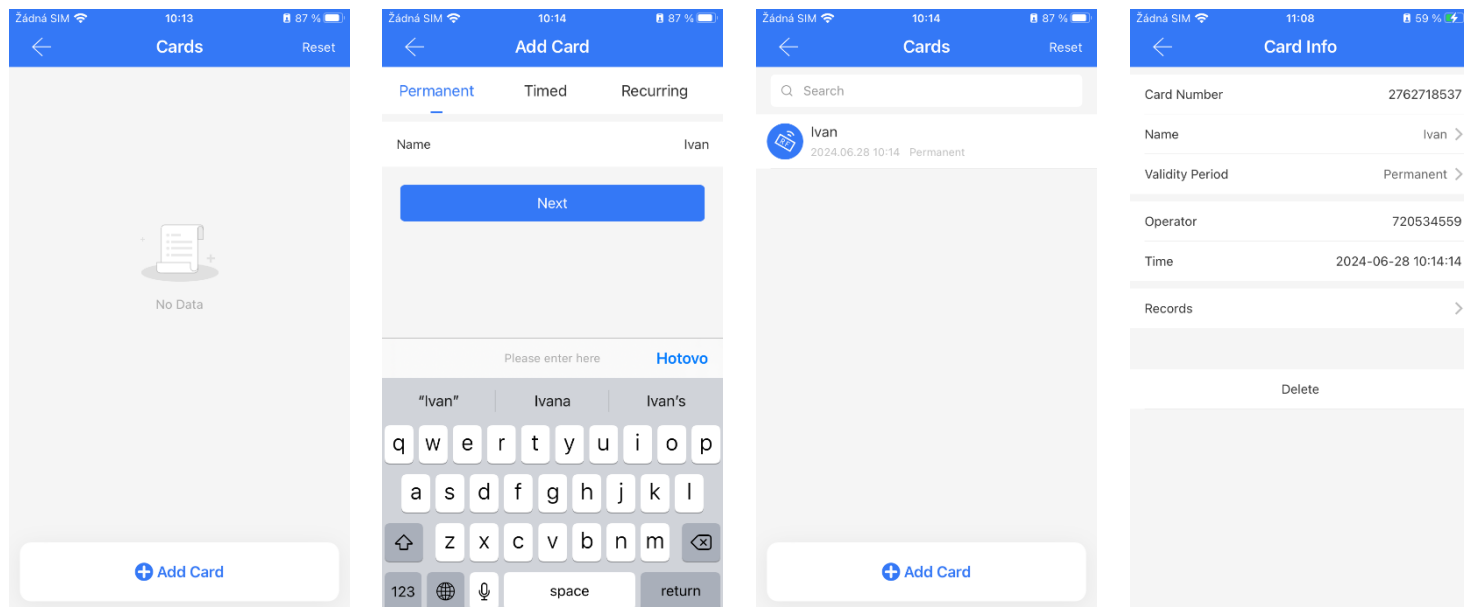 Žádná SIM 10:13 87 %
Cards Reset
No Data
Add Card
Žádná SIM 10:14 87 %
Add Card
Permanent Timed Recurring
Name Ivan
Next
Please enter here Hotovo
"Ivan" Ivana Ivan's
q w e r t y u i o p
a s d f g h j k l
z x c v b n m
123 space return
Žádná SIM 10:14 87 %
Cards Reset
Search
Ivan
2024.06.28 10:14 Permanent
RF
Add Card
Žádná SIM 11:08 59 %
Card Info
Card Number 2762718537
Name Ivan
Validity Period Permanent
Operator 720534559
Time 2024-06-28 10:14:14
Records
Delete